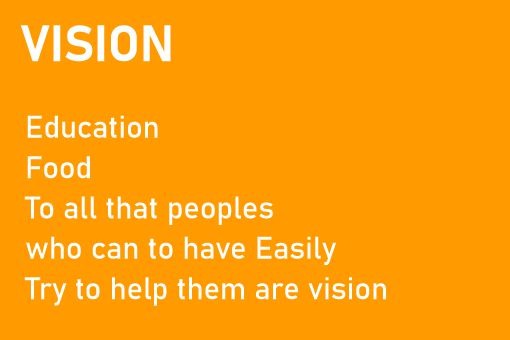 VISION
Education
Food
To all that peoples
who can to have Easily
Try to help them are vision